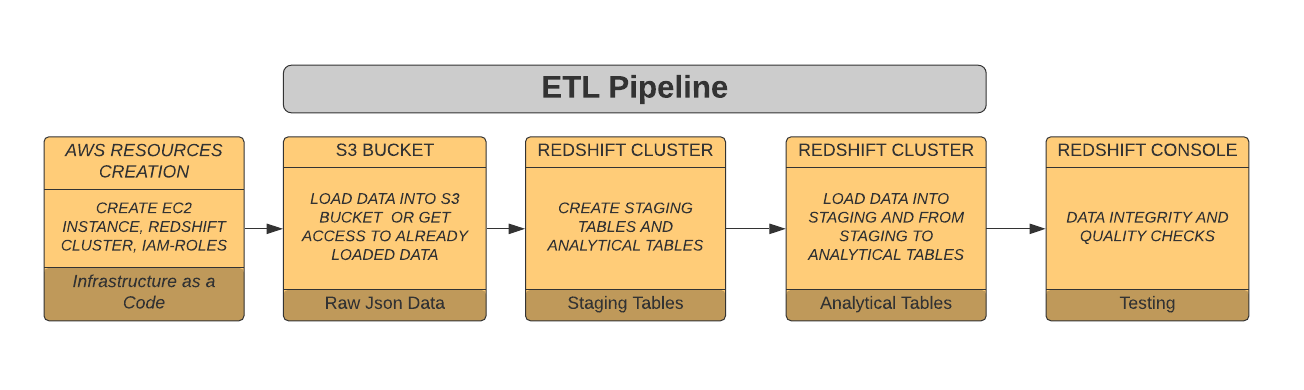 ETL Pipeline
AWS RESOURCES
CREATION
CREATE EC2
INSTANCE, REDSHIFT
CLUSTER, IAM-ROLES
Infrastructure as a
Code
S3 BUCKET
LOAD DATA INTO S3
BUCKET OR GET
ACCESS TO ALREADY
LOADED DATA
Raw Json Data
REDSHIFT CLUSTER
CREATE STAGING
TABLES AND
ANALYTICAL TABLES
Staging Tables
REDSHIFT CLUSTER
LOAD DATA INTO
STAGING AND FROM
STAGING TO
ANALYTICAL TABLES
Analytical Tables
REDSHIFT CONSOLE
DATA INTEGRITY AND
QUALITY CHECKS
Testing